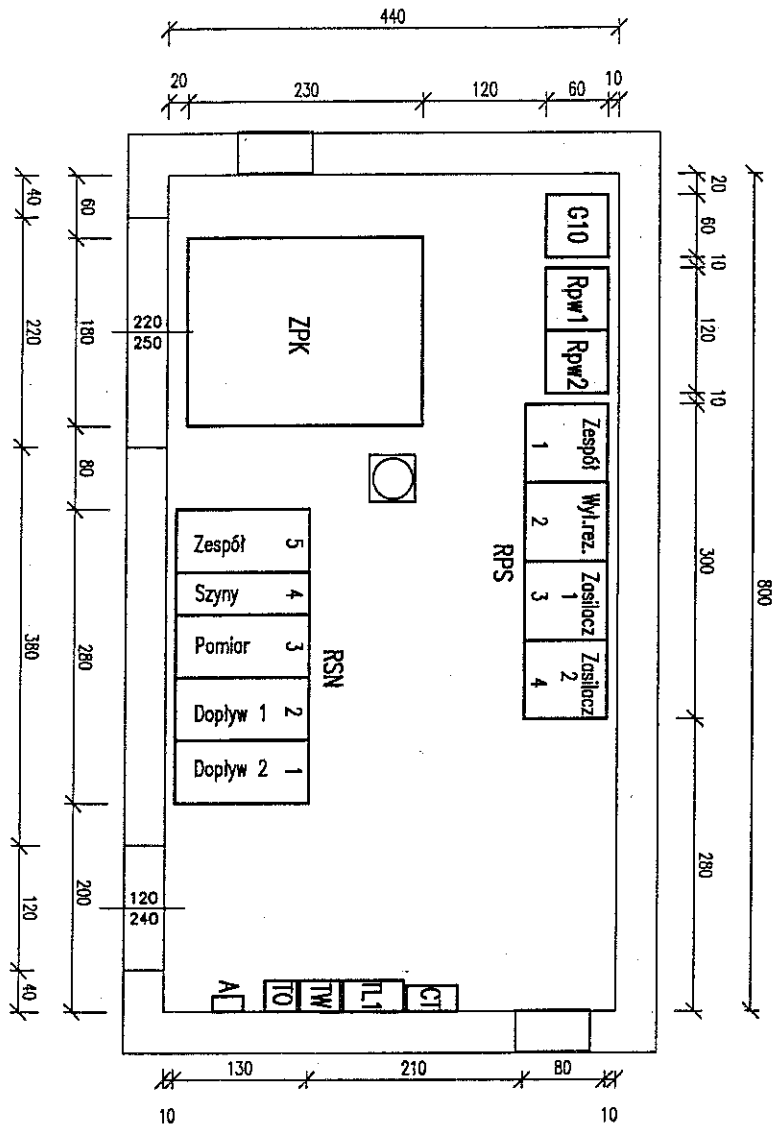 440
20
230
120
60
10
40
220
380
120
40
60
180
80
280
200
220
250
120
240
ZPK
G10
Rpw1
Rpw2
Zespół
1
Wył.rez.
2
Zasilacz
1
3
Zasilacz
2
4
RPS
Zespół 5
Szyny 4
Pomiar 3
Dopływ 1 2
Dopływ 2 1
RSN
20
60
10
120
10
300
280
800
A
TO
TW
TL1
CT
130
210
80
10
10